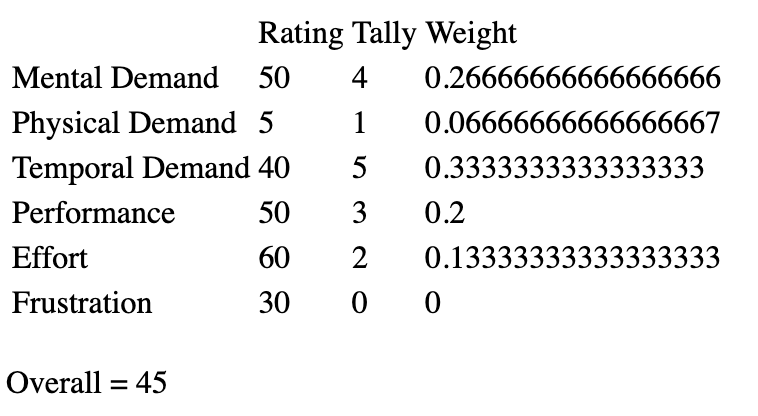 Rating Tally Weight
Mental Demand 50 4 0.26666666666666666
Physical Demand 5 1 0.06666666666666667
Temporal Demand 40 5 0.3333333333333333
Performance 50 3 0.2
Effort 60 2 0.13333333333333333
Frustration 30 0 0
Overall = 45